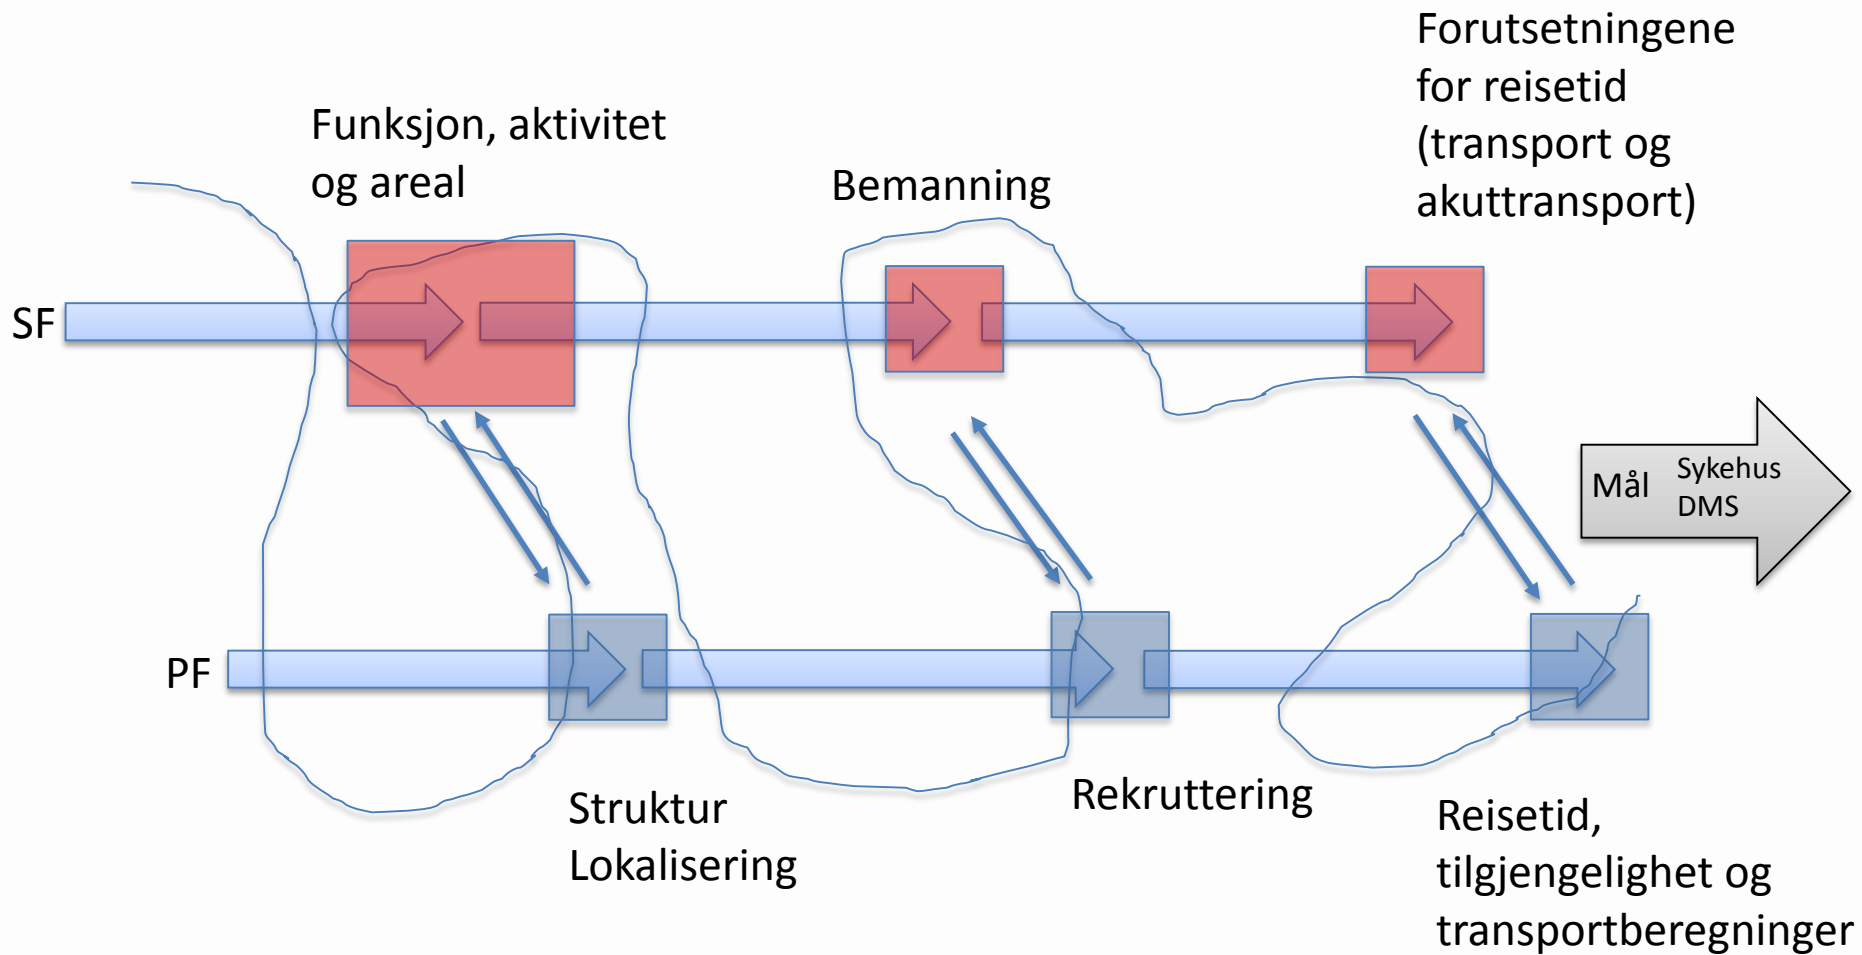 Forutsetningene
for reisetid
(transport og
akuttransport)
Funksjon, aktivitet
og areal
Bemanning
SF
Mål
Sykehus
DMS
PF
Struktur
Lokalisering
Rekruttering
Reisetid,
tilgjengelighet og
transportberegninger